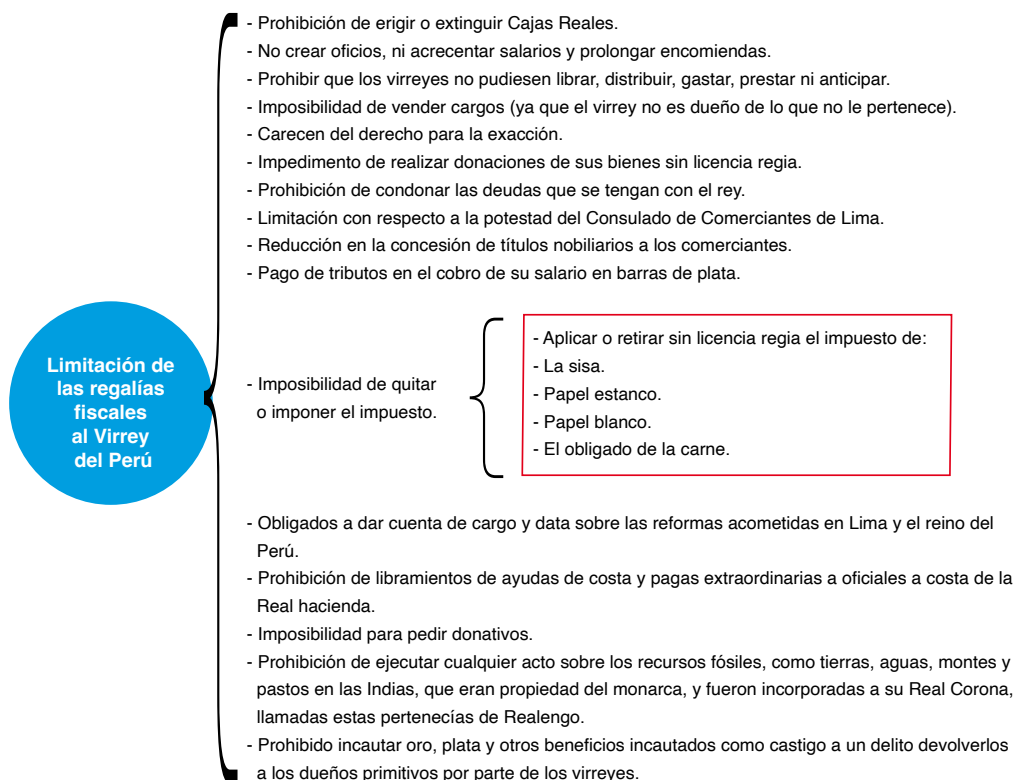 - Prohibición de erigir o extinguir Cajas Reales.
- No crear oficios, ni acrecentar salarios y prolongar encomiendas.
- Prohibir que los virreyes no pudiesen librar, distribuir, gastar, prestar ni anticipar.
- Imposibilidad de vender cargos (ya que el virrey no es dueño de lo que no le pertenece).
- Carecen del derecho para la exacción.
- Impedimento de realizar donaciones de sus bienes sin licencia regia.
- Prohibición de condonar las deudas que se tengan con el rey.
- Limitación con respecto a la potestad del Consulado de Comerciantes de Lima.
- Reducción en la concesión de títulos nobiliarios a los comerciantes.
- Pago de tributos en el cobro de su salario en barras de plata.
Limitación de
las regalías
fiscales
al Virrey
del Perú
- Imposibilidad de quitar
o imponer el impuesto.
- Aplicar o retirar sin licencia regia el impuesto de:
- La sisa.
- Papel estanco.
- Papel blanco.
- El obligado de la carne.
- Obligados a dar cuenta de cargo y data sobre las reformas acometidas en Lima y el reino del
Perú.
- Prohibición de libramientos de ayudas de costa y pagas extraordinarias a oficiales a costa de la
Real hacienda.
- Imposibilidad para pedir donativos.
- Prohibición de ejecutar cualquier acto sobre los recursos fósiles, como tierras, aguas, montes y
pastos en las Indias, que eran propiedad del monarca, y fueron incorporadas a su Real Corona,
llamadas estas pertenecías de Realengo.
- Prohibido incautar oro, plata y otros beneficios incautados como castigo a un delito devolverlos
a los dueños primitivos por parte de los virreyes.